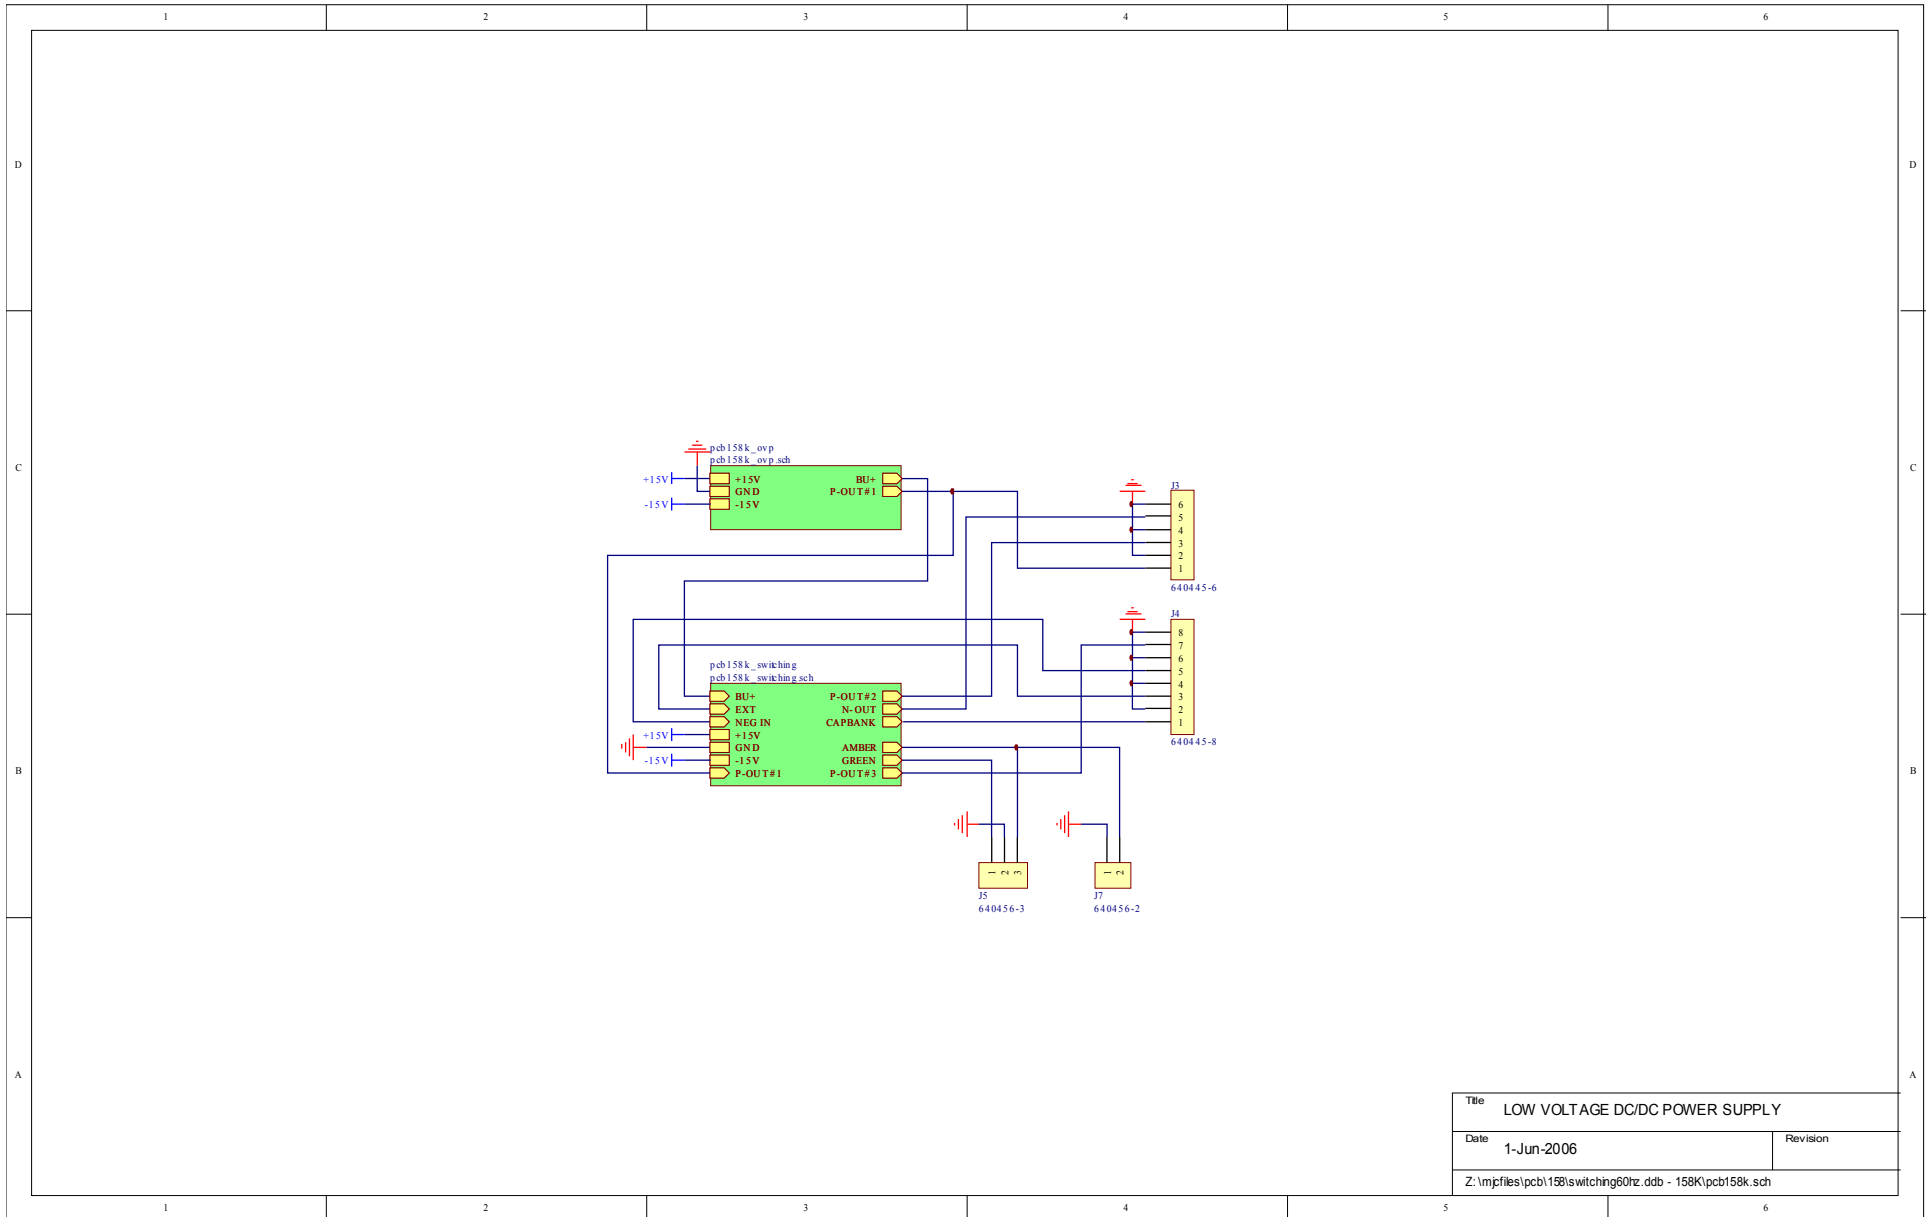 1 2 3 4 5 6
D D
C C
B B
A A
pcb158k_ovp
pcb158k_ovp.sch
+15V +15V BU+
GND P-OUT#1
-15V -15V
J3
6
5
4
3
2
1
640445-6
J4
8
7
6
5
4
3
2
1
640445-8
pcb158k_switching
pcb158k_switching.sch
BU+ P-OUT#2
EXT N-OUT
NEG IN CAPBANK
+15V +15V
GND AMBER
-15V -15V GREEN
P-OUT#1 P-OUT#3
1 2 3
J5
640456-3
1 2
J7
640456-2
Title LOW VOLTAGE DC/DC POWER SUPPLY
Date 1-Jun-2006 Revision
Z:\mjcfiles\pcb\158\switching60hz.ddb - 158K\pcb158k.sch
1 2 3 4 5 6